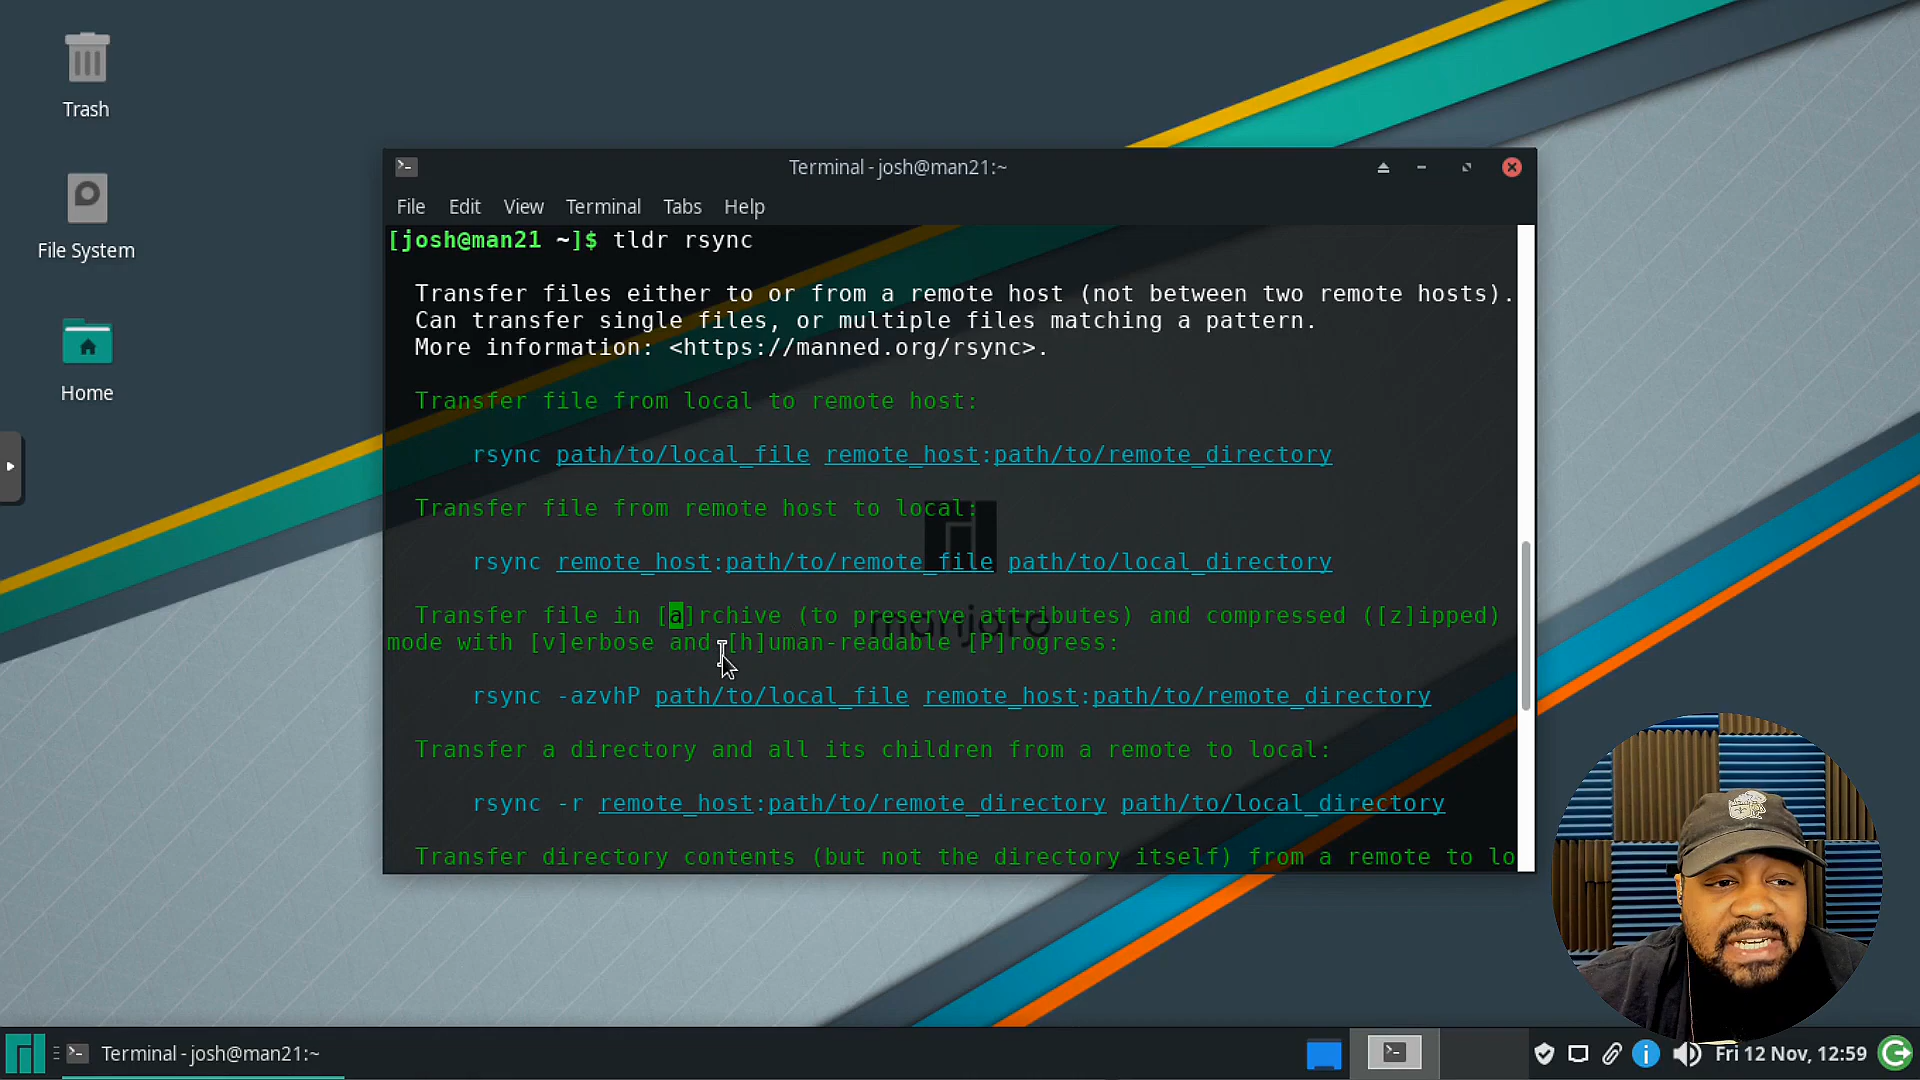 Trash
File System
Home
Terminal - josh@man21:~
File Edit View Terminal Tabs Help
[josh@man21 ~]$ tldr rsync
Transfer files either to or from a remote host (not between two remote hosts).
Can transfer single files, or multiple files matching a pattern.
More information: <https://manned.org/rsync>.
Transfer file from local to remote host:
rsync path/to/local_file remote_host:path/to/remote_directory
Transfer file from remote host to local:
rsync remote_host:path/to/remote_file path/to/local_directory
Transfer file in [a]rchive (to preserve attributes) and compressed ([z]ipped)
mode with [v]erbose and [h]uman-readable [P]rogress:
manjaro
rsync -azvhP path/to/local_file remote_host:path/to/remote_directory
Transfer a directory and all its children from a remote to local:
rsync -r remote_host:path/to/remote_directory path/to/local_directory
Transfer directory contents (but not the directory itself) from a remote to lo
Terminal - josh@man21:~
Fri 12 Nov, 12:59